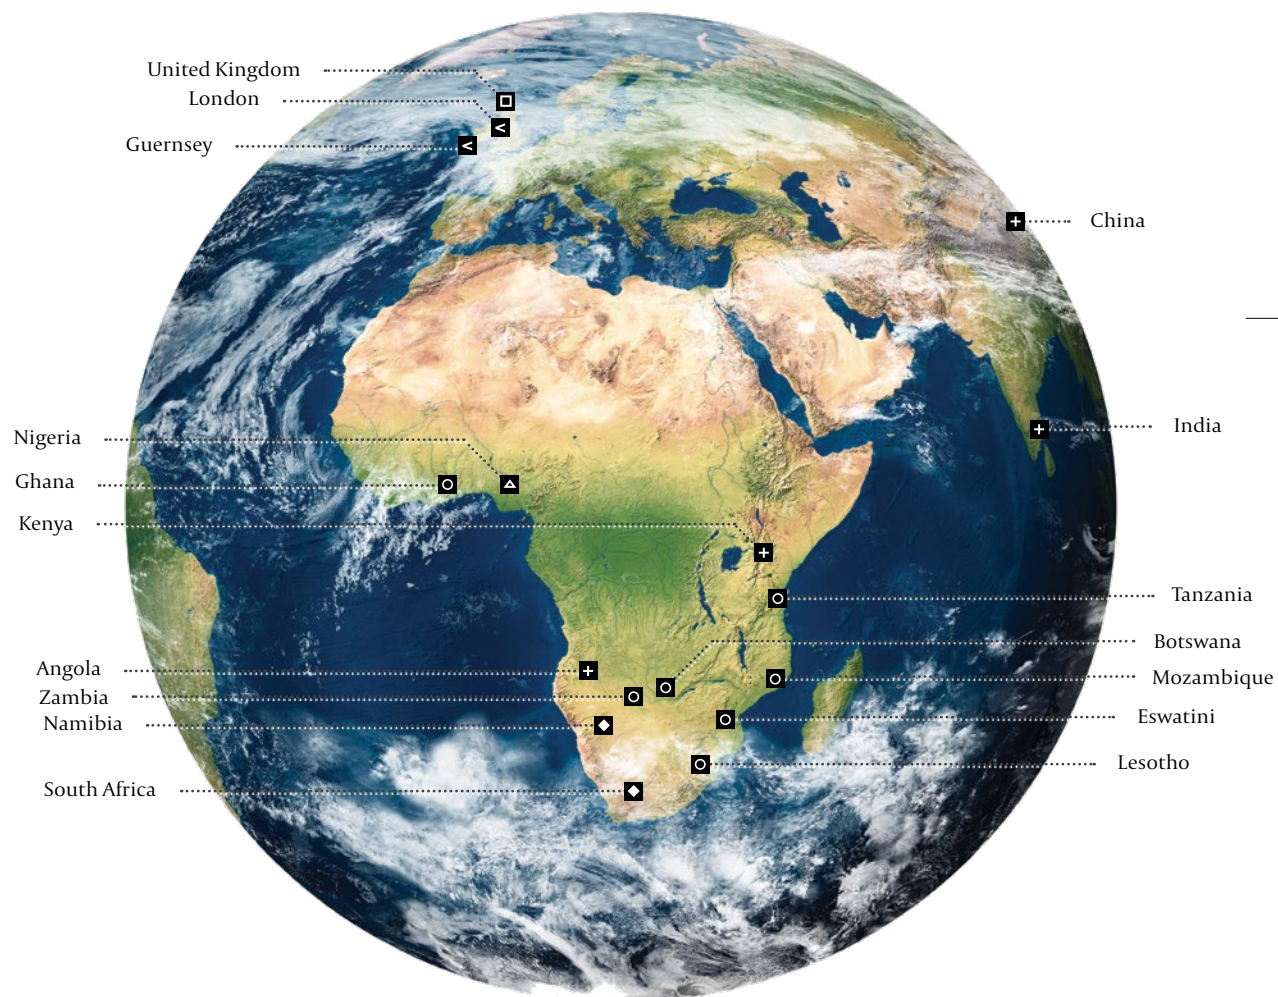 United Kingdom
London
Guernsey
China
India
Nigeria
Ghana
Kenya
Tanzania
Botswana
Angola
Mozambique
Zambia
Eswatini
Namibia
Lesotho
South Africa